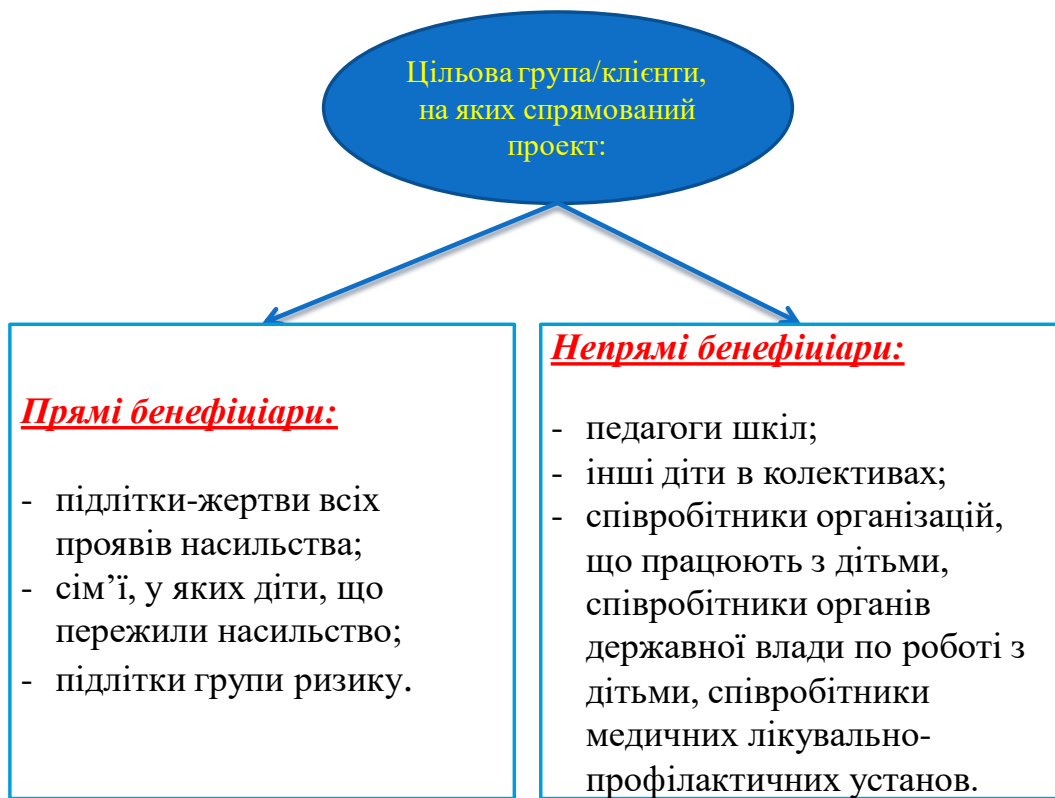 Цільова група/клієнти,
на яких спрямований
проект:
Прямі бенефіціари:
- підлітки-жертви всіх
проявів насильства;
- сім’ї, у яких діти, що
пережили насильство;
- підлітки групи ризику.
Непрямі бенефіціари:
- педагоги шкіл;
- інші діти в колективах;
- співробітники організацій,
що працюють з дітьми,
співробітники органів
державної влади по роботі з
дітьми, співробітники
медичних лікувально-
профілактичних установ.